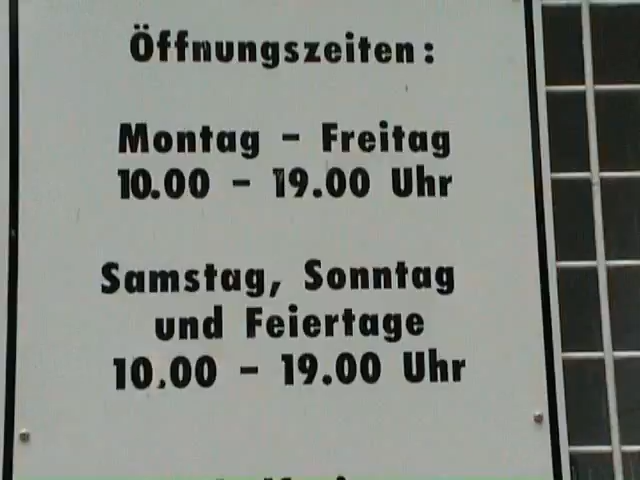 Öffnungszeiten:
Montag - Freitag
10.00 - 19.00 Uhr
Samstag, Sonntag
und Feiertage
10.00 - 19.00 Uhr